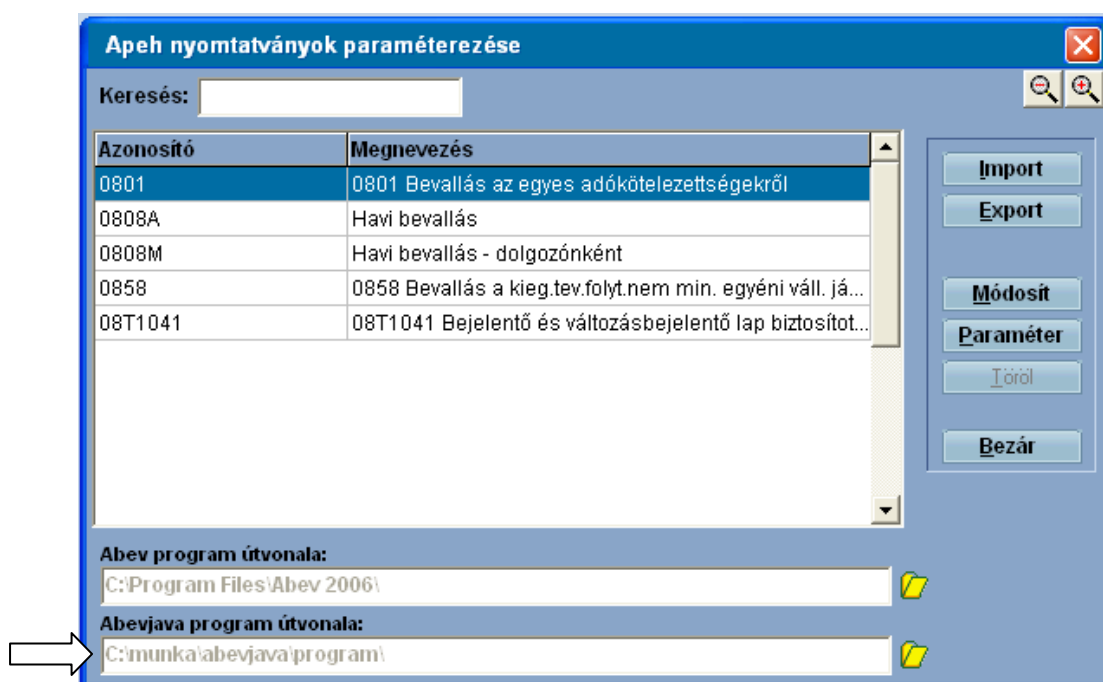 Apeh nyomtatványok paraméterezése
Keresés:
Azonosító Megnevezés
0801 0801 Bevallás az egyes adókötelezettségekről
0808A Havi bevallás
0808M Havi bevallás - dolgozónként
0858 0858 Bevallás a kieg.tev.folyt.nem min. egyéni váll. já...
08T1041 08T1041 Bejelentő és változásbejelentő lap biztosítot...
Import
Export
Módosít
Paraméter
Töröl
Bezár
Abev program útvonala:
C:\Program Files\Abev 2006\
Abevjava program útvonala:
C:\munka\abevjava\program\